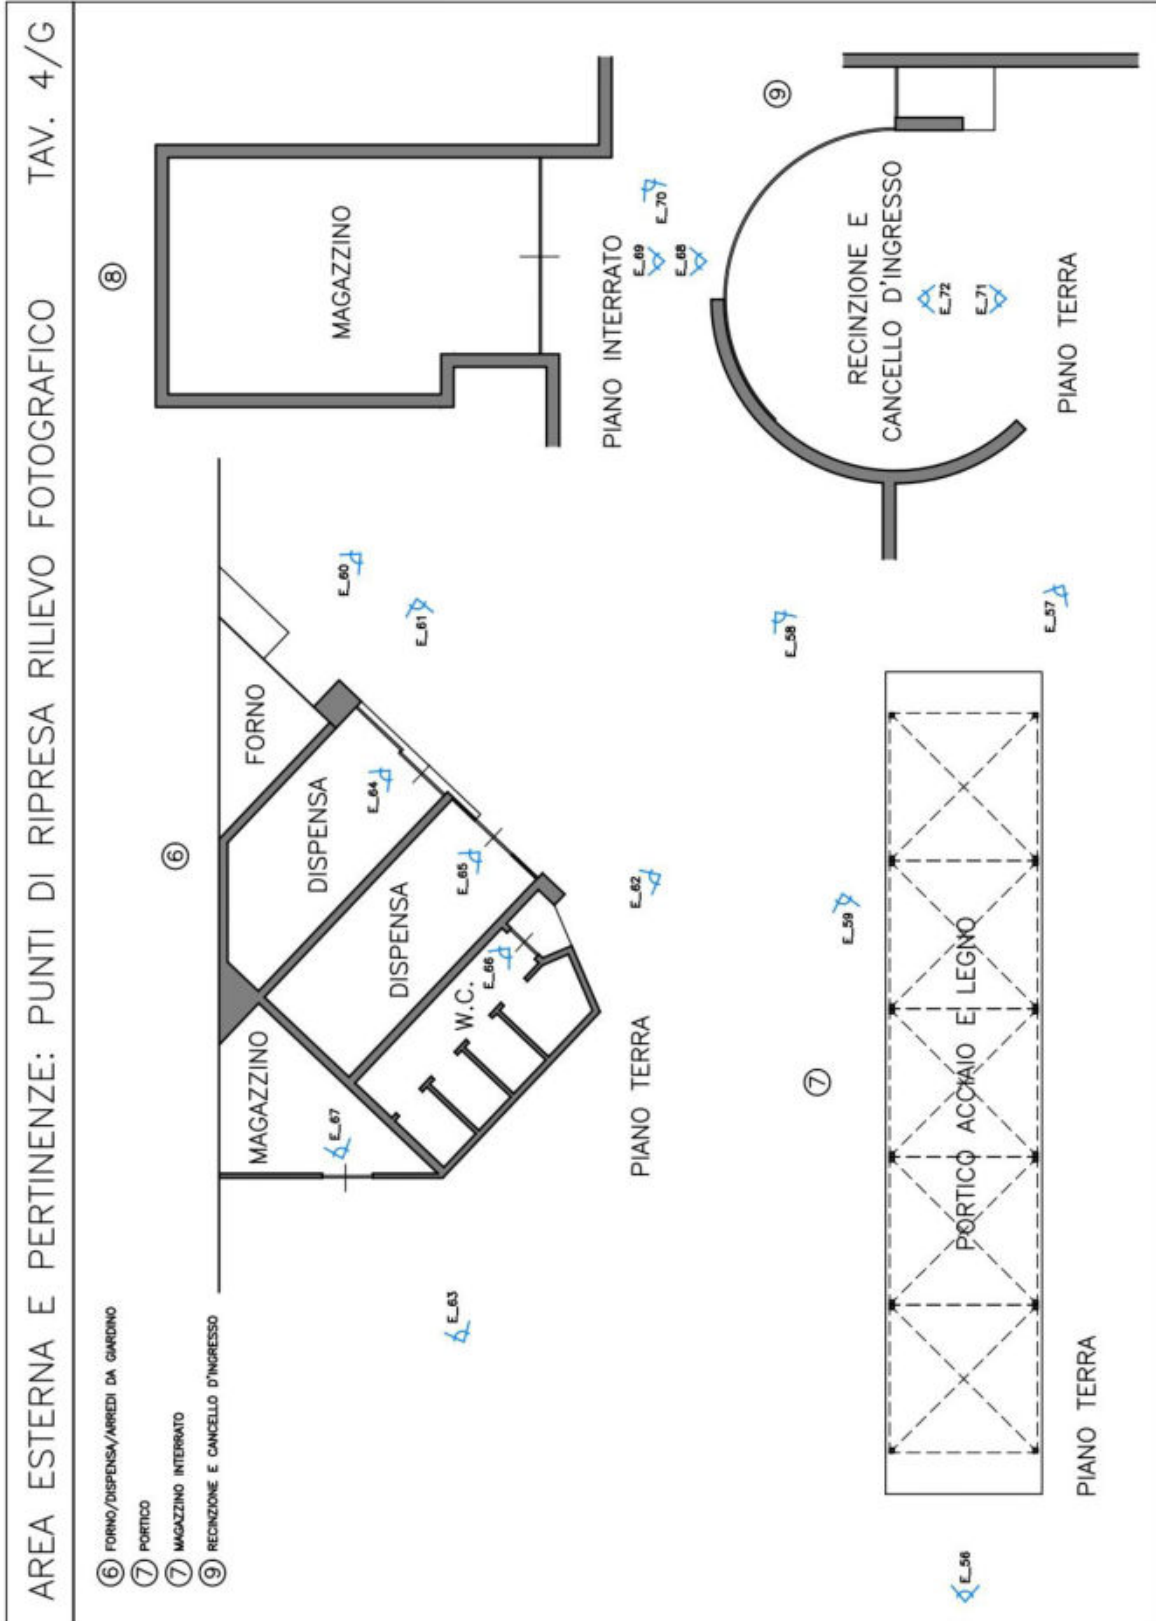 AREA ESTERNA E PERTINENZE: PUNTI DI RIPRESA RILIEVO FOTOGRAFICO TAV. 4/G
6 FORNO/DISPENSA/ARREDI DA GIARDINO
7 PORTICO
7 MAGAZZINO INTERRATO
9 RECINZIONE E CANCELLO D'INGRESSO
6
MAGAZZINO
FORNO
DISPENSA
DISPENSA
W.C.
E_60
E_61
E_62
E_63
E_64
E_65
E_66
E_67
PIANO TERRA
8
MAGAZZINO
PIANO INTERRATO
E_69
E_68
E_70
7
PORTICO ACCIAIO E LEGNO
E_56
E_57
E_58
E_59
PIANO TERRA
9
RECINZIONE E
CANCELLO D'INGRESSO
E_72
E_71
PIANO TERRA